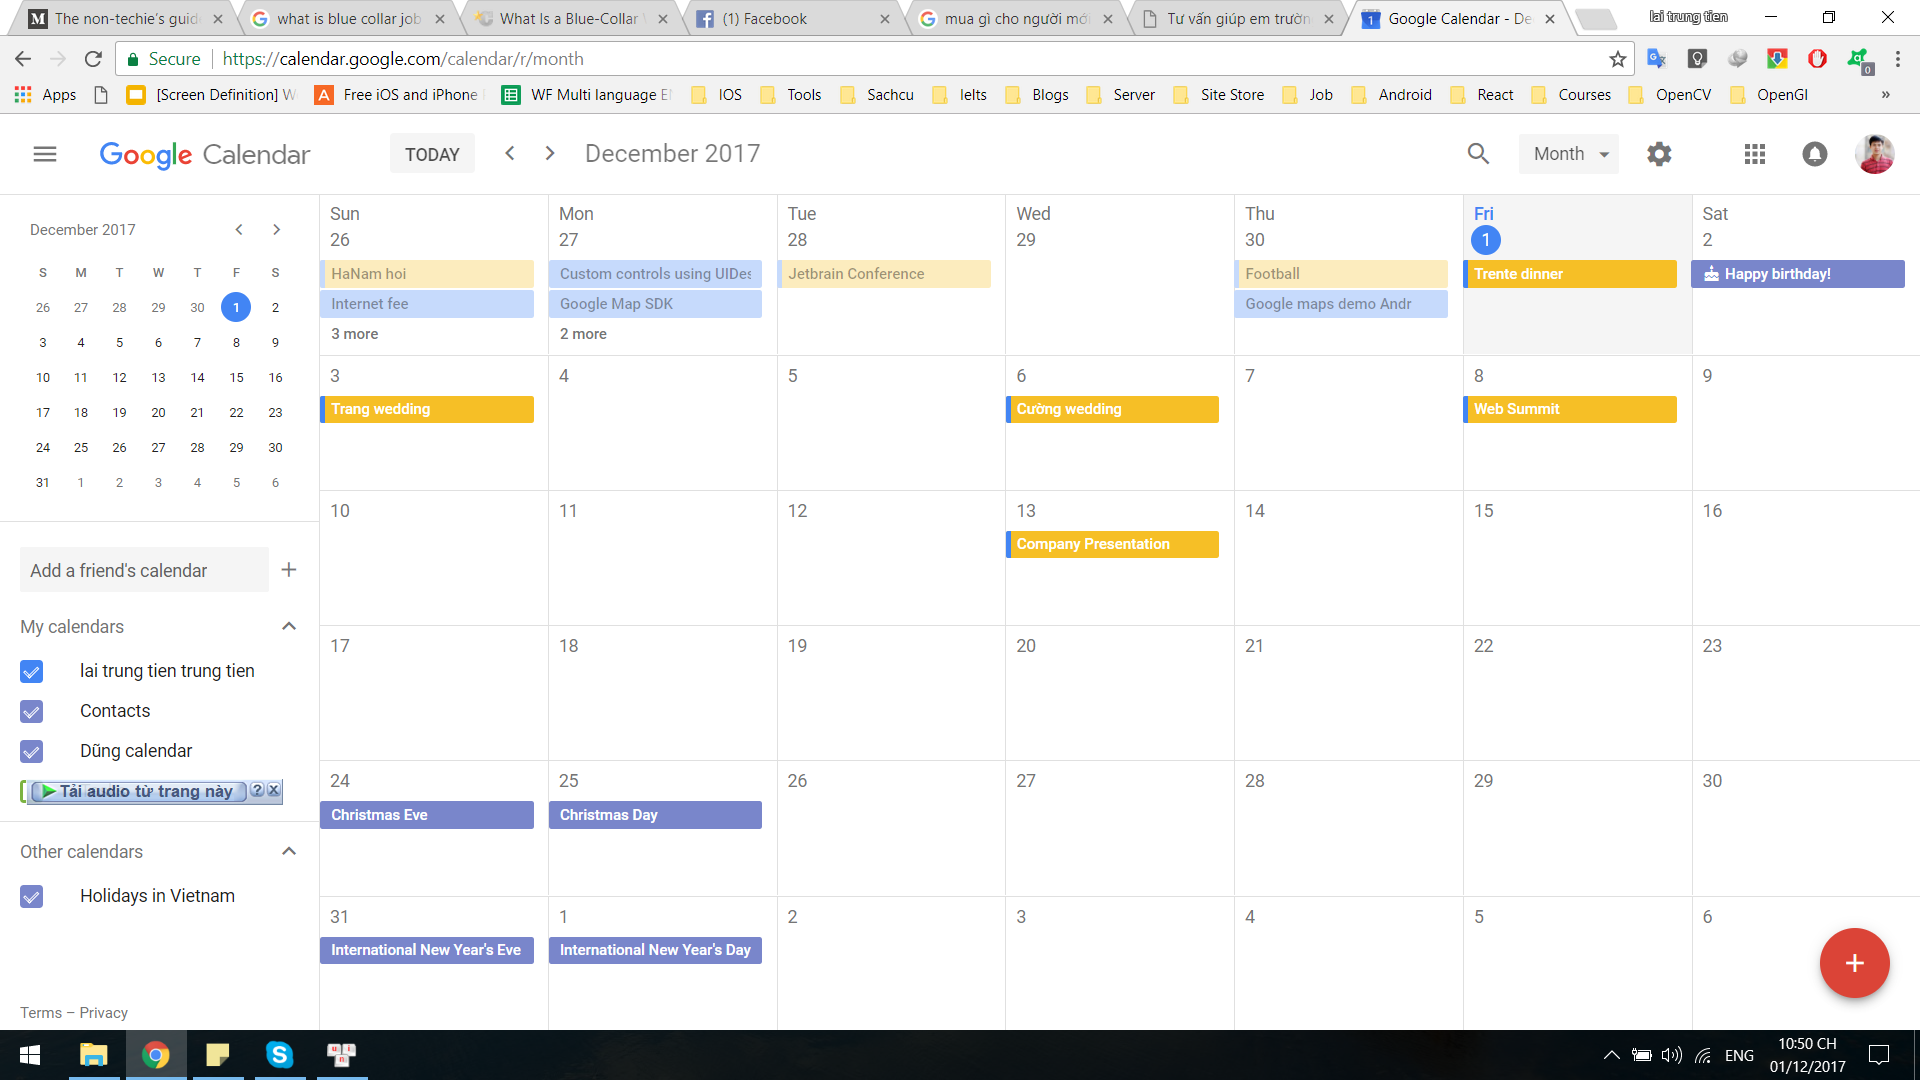 The non-techie's guid
what is blue collar job
What Is a Blue-Collar
(1) Facebook
mua gì cho người mới
Tư vấn giúp em trườn
Google Calendar - De
lai trung tien
Secure
https://calendar.google.com/calendar/r/month
Apps
[Screen Definition] W
Free iOS and iPhone
WF Multi language E
IOS
Tools
Sachcu
Ielts
Blogs
Server
Site Store
Job
Android
React
Courses
OpenCV
OpenGl
»
Google Calendar
TODAY
December 2017
Month
December 2017
S M T W T F S
26 27 28 29 30 1 2
3 4 5 6 7 8 9
10 11 12 13 14 15 16
17 18 19 20 21 22 23
24 25 26 27 28 29 30
31 1 2 3 4 5 6
Add a friend's calendar
My calendars
lai trung tien trung tien
Contacts
Dũng calendar
Tải audio từ trang này
Other calendars
Holidays in Vietnam
Terms – Privacy
Sun Mon Tue Wed Thu Fri Sat
26 27 28 29 30 1 2
HaNam hoi
Internet fee
3 more
Custom controls using UIDes
Google Map SDK
2 more
Jetbrain Conference
Football
Google maps demo Andr
Trente dinner
Happy birthday!
3 4 5 6 7 8 9
Trang wedding
Cường wedding
Web Summit
10 11 12 13 14 15 16
Company Presentation
17 18 19 20 21 22 23
24 25 26 27 28 29 30
Christmas Eve
Christmas Day
31 1 2 3 4 5 6
International New Year's Eve
International New Year's Day
ENG
10:50 CH
01/12/2017